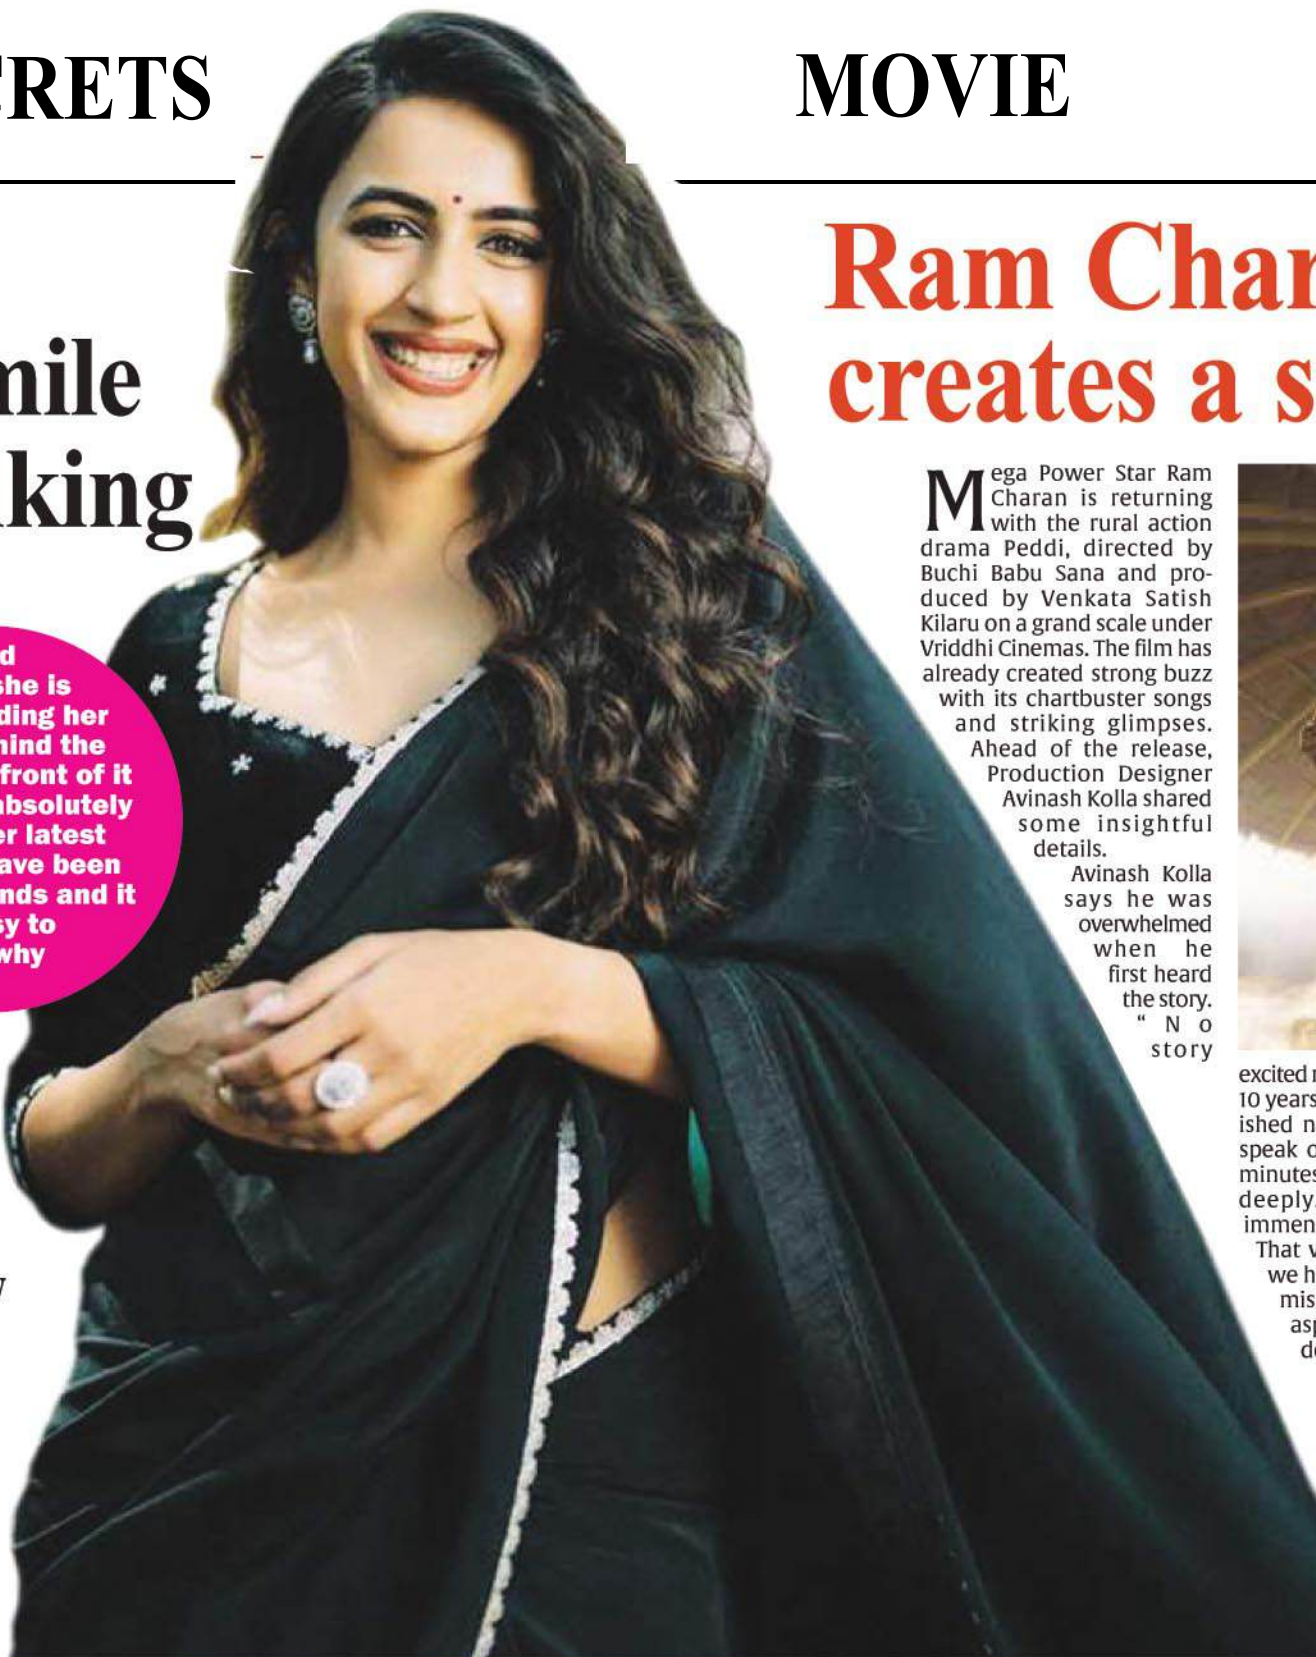 CRETS
MOVIE
mile
king
d
she is
ding her
hind the
front of it
absolutely
er latest
ave been
nds and it
sy to
why
Ram Char
creates a s
Mega Power Star Ram
Charan is returning
with the rural action
drama Peddi, directed by
Buchi Babu Sana and pro-
duced by Venkata Satish
Kilaru on a grand scale under
Vriddhi Cinemas. The film has
already created strong buzz
with its chartbuster songs
and striking glimpses.
Ahead of the release,
Production Designer
Avinash Kolla shared
some insightful
details.
Avinash Kolla
says he was
overwhelmed
when he
first heard
the story.
“ N o
story
excited
10 years
ished n
speak o
minutes
deeply.
immen
That
we h
mis
as
d